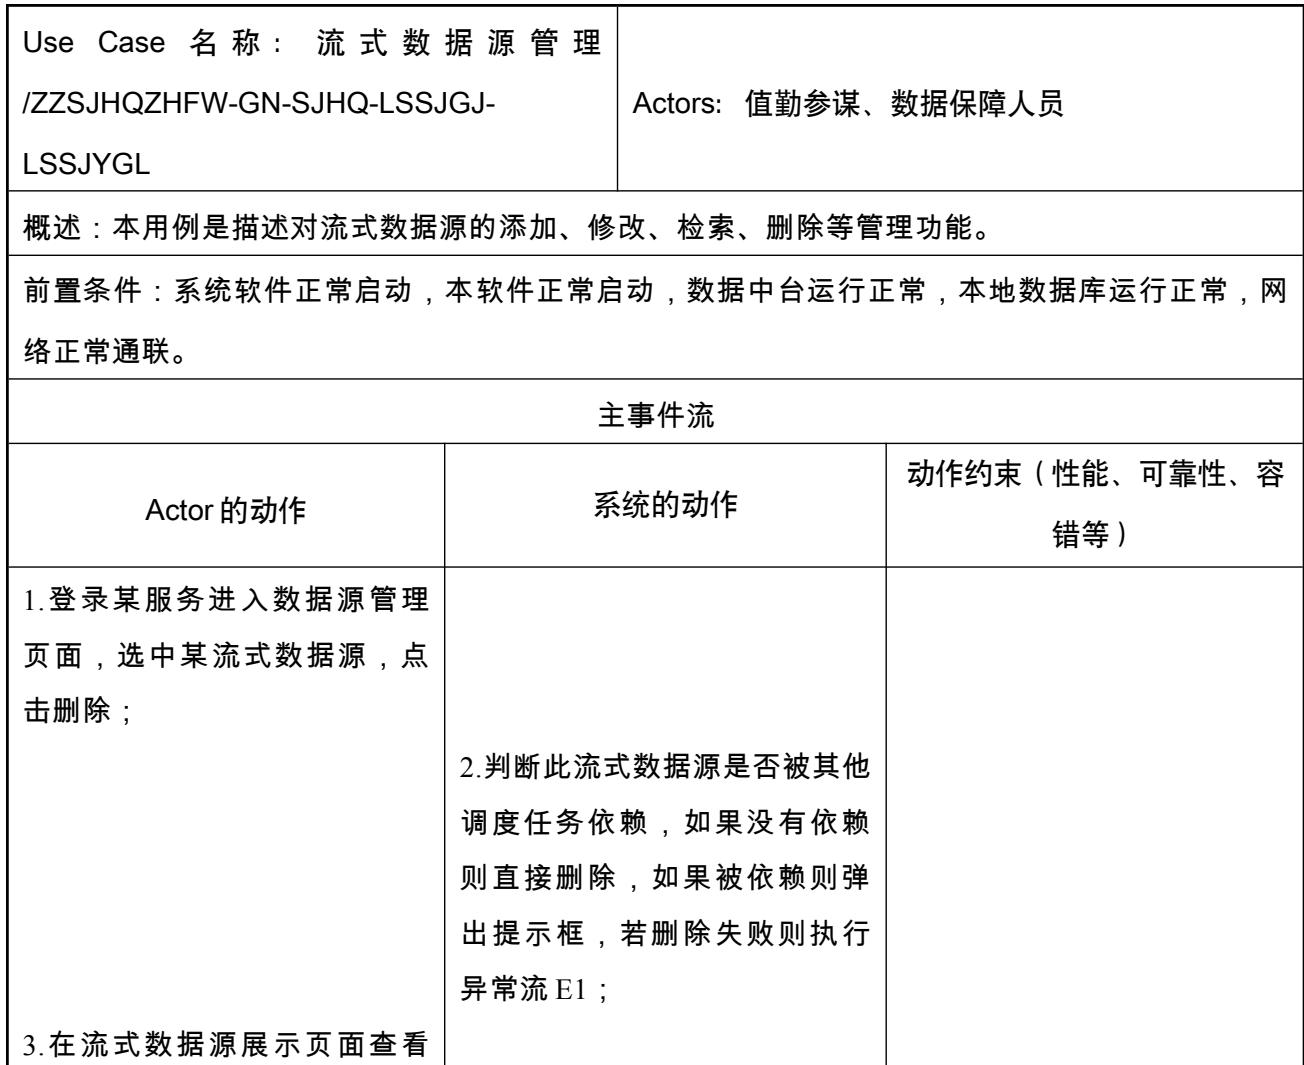 Use Case 名称： 流式数据源管理
/ZZSJHQZHFW-GN-SJHQ-LSSJGJ-
LSSJYGL
Actors: 值勤参谋、数据保障人员
概述：本用例是描述对流式数据源的添加、修改、检索、删除等管理功能。
前置条件：系统软件正常启动，本软件正常启动，数据中台运行正常，本地数据库运行正常，网
络正常通联。
主事件流
Actor 的动作
系统的动作
动作约束（性能、可靠性、容
错等）
1.登录某服务进入数据源管理
页面，选中某流式数据源，点
击删除；
2.判断此流式数据源是否被其他
调度任务依赖，如果没有依赖
则直接删除，如果被依赖则弹
出提示框，若删除失败则执行
异常流 E1；
3.在流式数据源展示页面查看